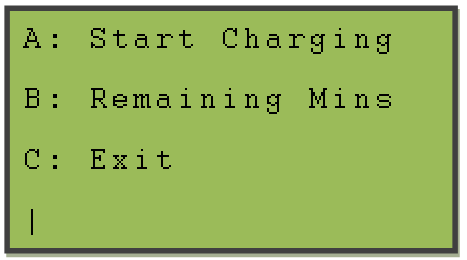 A: Start Charging
B: Remaining Mins
C: Exit
|